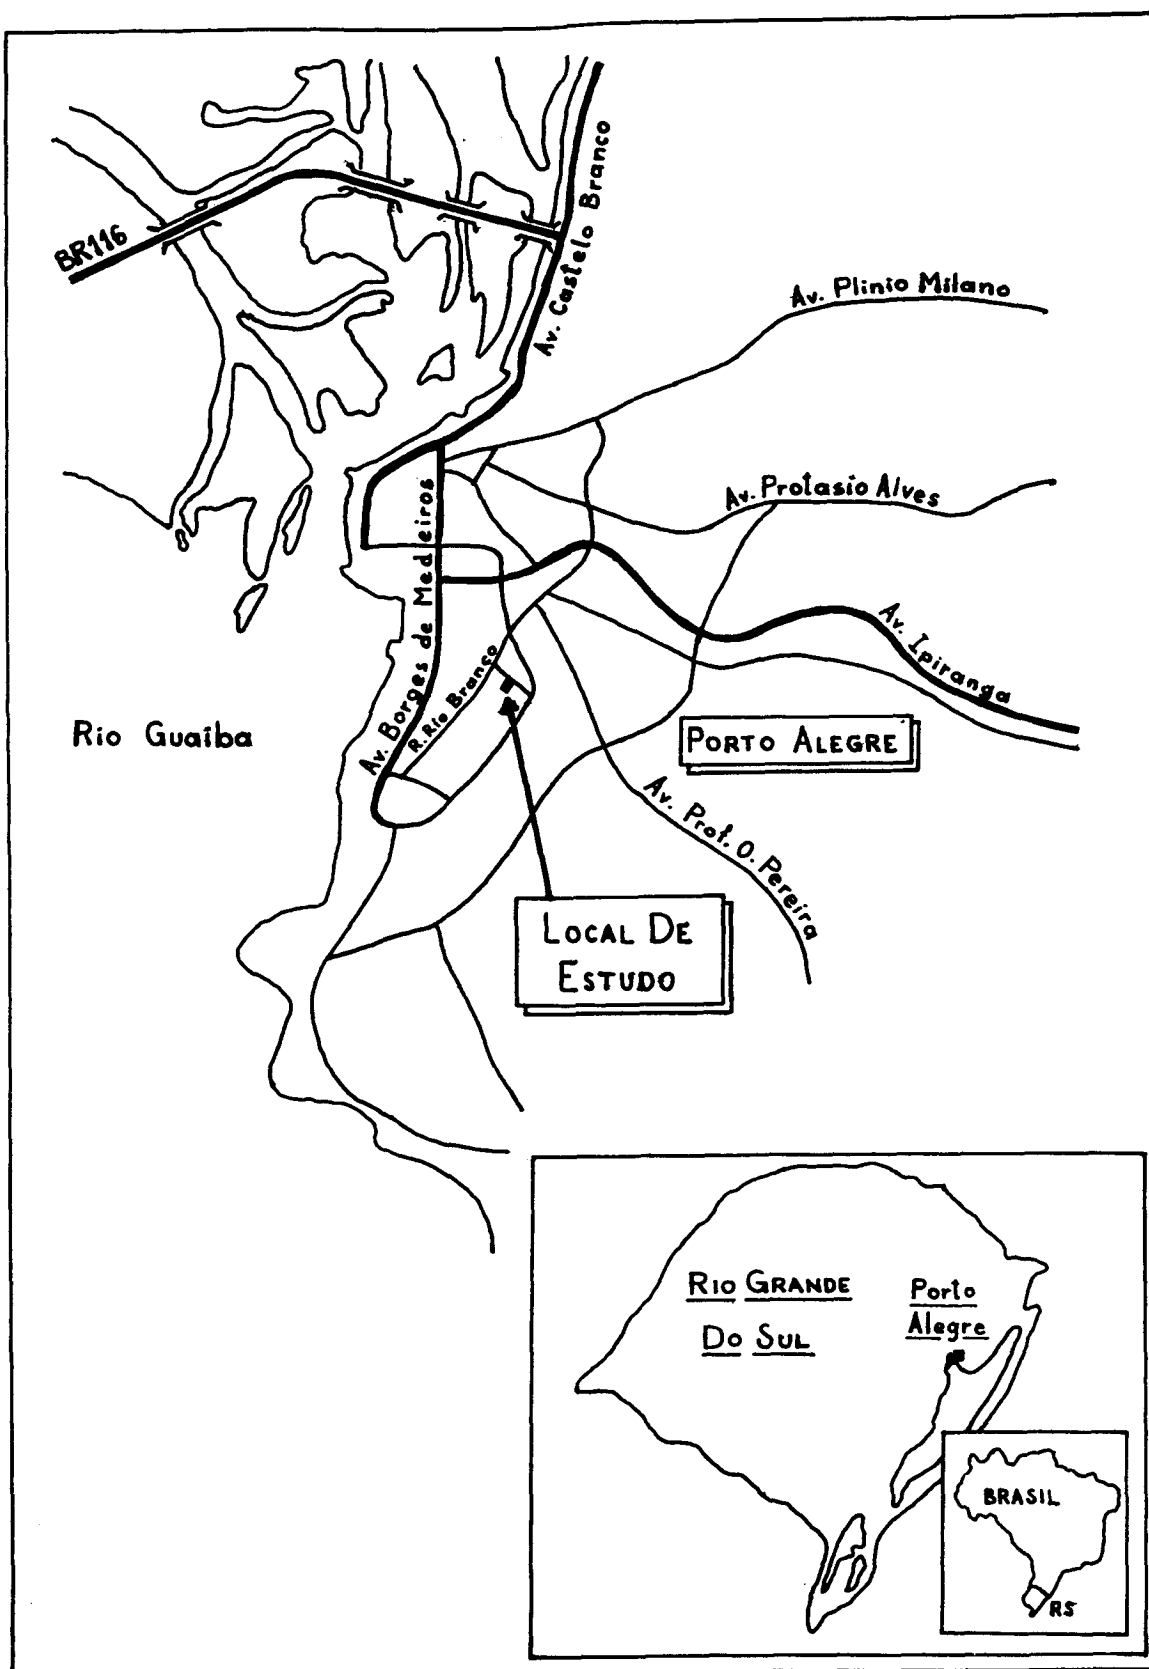 BR116
Av. Castelo Branco
Av. Plinio Milano
Av. Protasio Alves
Av. Borges de Medeiros
Av. Ipiranga
R. Rio Branco
Rio Guaíba
PORTO ALEGRE
Av. Prof. O. Pereira
LOCAL DE
ESTUDO
RIO GRANDE
DO SUL
Porto
Alegre
BRASIL
RS